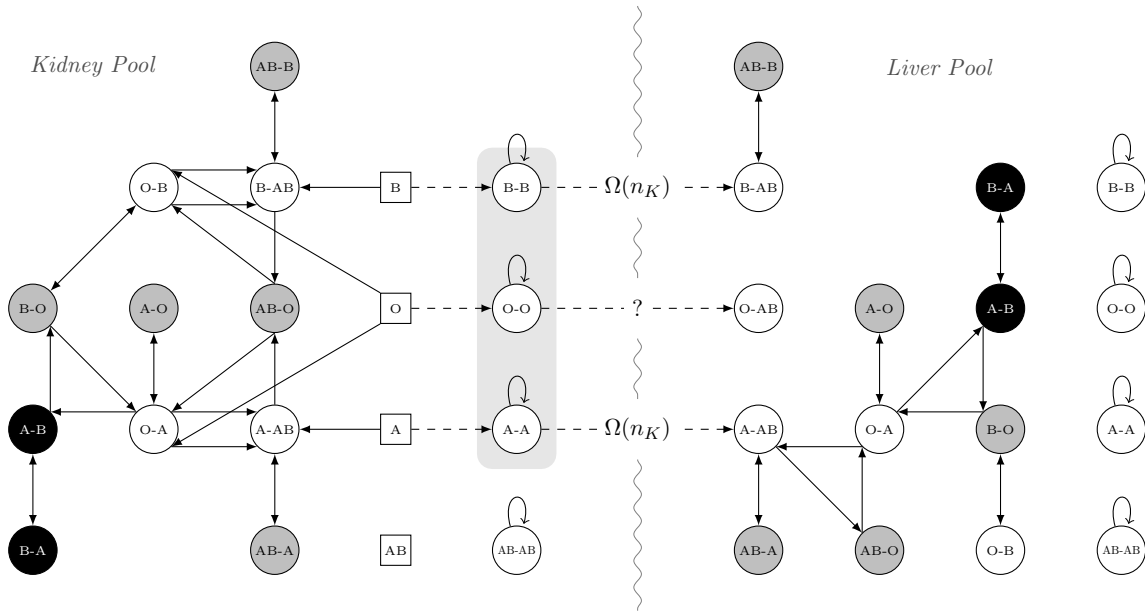 AB-B AB-B
Kidney Pool Liver Pool
O-B B-AB B B-B Ω(n_K) B-AB B-A B-B
B-O A-O AB-O O O-O ? O-AB A-O A-B O-O
A-B O-A A-AB A A-A Ω(n_K) A-AB O-A B-O A-A
B-A AB-A AB AB-AB AB-A AB-O O-B AB-AB